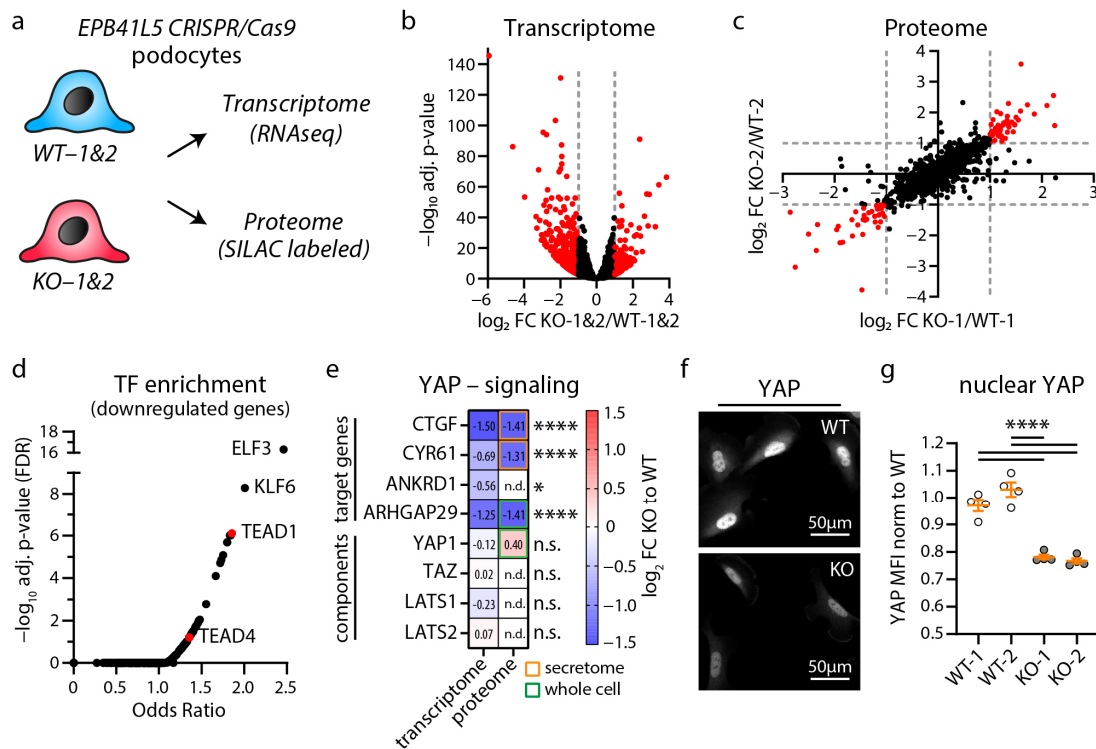 a
EPB41L5 CRISPR/Cas9
podocytes
WT–1&2
KO–1&2
Transcriptome
(RNAseq)
Proteome
(SILAC labeled)
b
Transcriptome
−log₁₀ adj. p-value
140
120
100
80
60
40
20
0
−6 −4 −2 0 2 4
log₂ FC KO-1&2/WT-1&2
c
Proteome
log₂ FC KO-2/WT-2
4
3
2
1
−1
−2
−3
−4
−3 −2 −1 1 2 3
log₂ FC KO-1/WT-1
d
TF enrichment
(downregulated genes)
−log₁₀ adj. p-value (FDR)
18
16
8
6
4
2
0
ELF3
KLF6
TEAD1
TEAD4
0 1.0 1.5 2.0 2.5
Odds Ratio
e
YAP – signaling
target genes
components
CTGF -1.50 -1.41 ****
CYR61 -0.69 -1.31 ****
ANKRD1 -0.56 n.d. *
ARHGAP29 -1.25 -1.41 ****
YAP1 -0.12 0.40 n.s.
TAZ 0.02 n.d. n.s.
LATS1 -0.23 n.d. n.s.
LATS2 0.07 n.d. n.s.
transcriptome
proteome
1.5
1.0
0.5
0
−0.5
−1.0
−1.5
log₂ FC KO to WT
secretome
whole cell
f
YAP
WT
50µm
KO
50µm
g
nuclear YAP
YAP MFI norm to WT
****
1.2
1.1
1.0
0.9
0.8
0.7
0.6
0.5
WT-1
WT-2
KO-1
KO-2